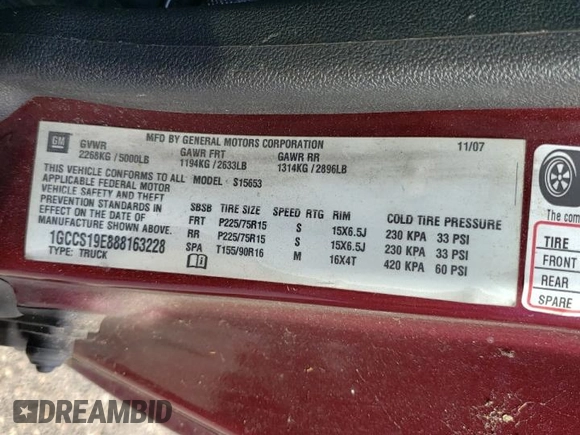 GM
MFD BY GENERAL MOTORS CORPORATION 11/07
GVWR GAWR FRT GAWR RR
2268KG / 5000LB 1194KG / 2633LB 1314KG / 2896LB
THIS VEHICLE CONFORMS TO ALL
APPLICABLE FEDERAL MOTOR
VEHICLE SAFETY AND THEFT
PREVENTION STANDARDS
IN EFFECT ON THE DATE OF
MANUFACTURE SHOWN ABOVE.
1GCCS19E888163228
TYPE: TRUCK
MODEL - S15653
SBSB SPEED RTG RIM COLD TIRE PRESSURE
FRT P225/75R15 S 15X6.5J 230 KPA 33 PSI
RR P225/75R15 S 15X6.5J 230 KPA 33 PSI
SPA T155/90R16 M 16X4T 420 KPA 60 PSI
The com
TIRE
FRONT
REAR
SPARE
DREAMBID